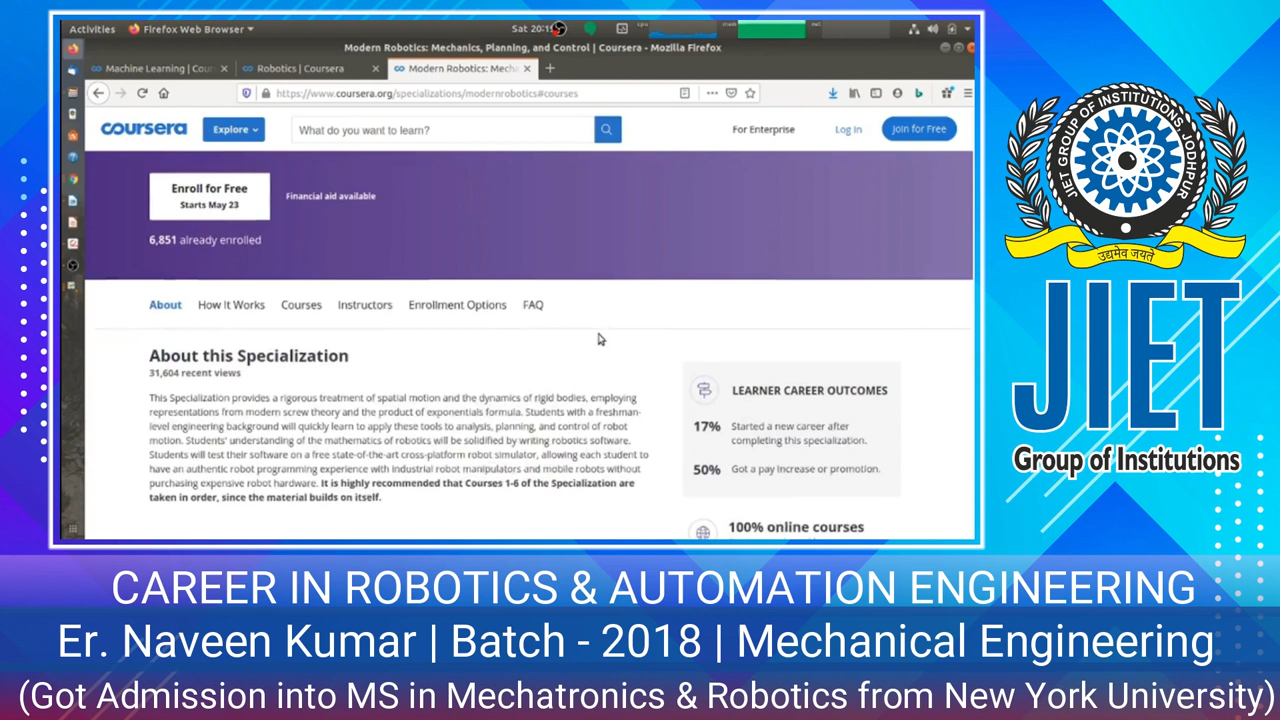 Activities
Firefox Web Browser
Sat 20:1
Modern Robotics: Mechanics, Planning, and Control | Coursera - Mozilla Firefox
Machine Learning | Cour
Robotics | Coursera
Modern Robotics: Mech
https://www.coursera.org/specializations/modernrobotics#courses
coursera
Explore
What do you want to learn?
For Enterprise
Log In
Join for Free
Enroll for Free
Starts May 23
Financial aid available
6,851 already enrolled
About
How It Works
Courses
Instructors
Enrollment Options
FAQ
About this Specialization
31,604 recent views
This Specialization provides a rigorous treatment of spatial motion and the dynamics of rigid bodies, employing
representations from modern screw theory and the product of exponentials formula. Students with a freshman-
level engineering background will quickly learn to apply these tools to analysis, planning, and control of robot
motion. Students' understanding of the mathematics of robotics will be solidified by writing robotics software.
Students will test their software on a free state-of-the-art cross-platform robot simulator, allowing each student to
have an authentic robot programming experience with industrial robot manipulators and mobile robots without
purchasing expensive robot hardware. It is highly recommended that Courses 1-6 of the Specialization are
taken in order, since the material builds on itself.
LEARNER CAREER OUTCOMES
17% Started a new career after
completing this specialization.
50% Got a pay increase or promotion.
100% online courses
JIET GROUP OF INSTITUTIONS, JODHPUR
उद्यमेव जयते
JIET
Group of Institutions
CAREER IN ROBOTICS & AUTOMATION ENGINEERING
Er. Naveen Kumar | Batch - 2018 | Mechanical Engineering
(Got Admission into MS in Mechatronics & Robotics from New York University)